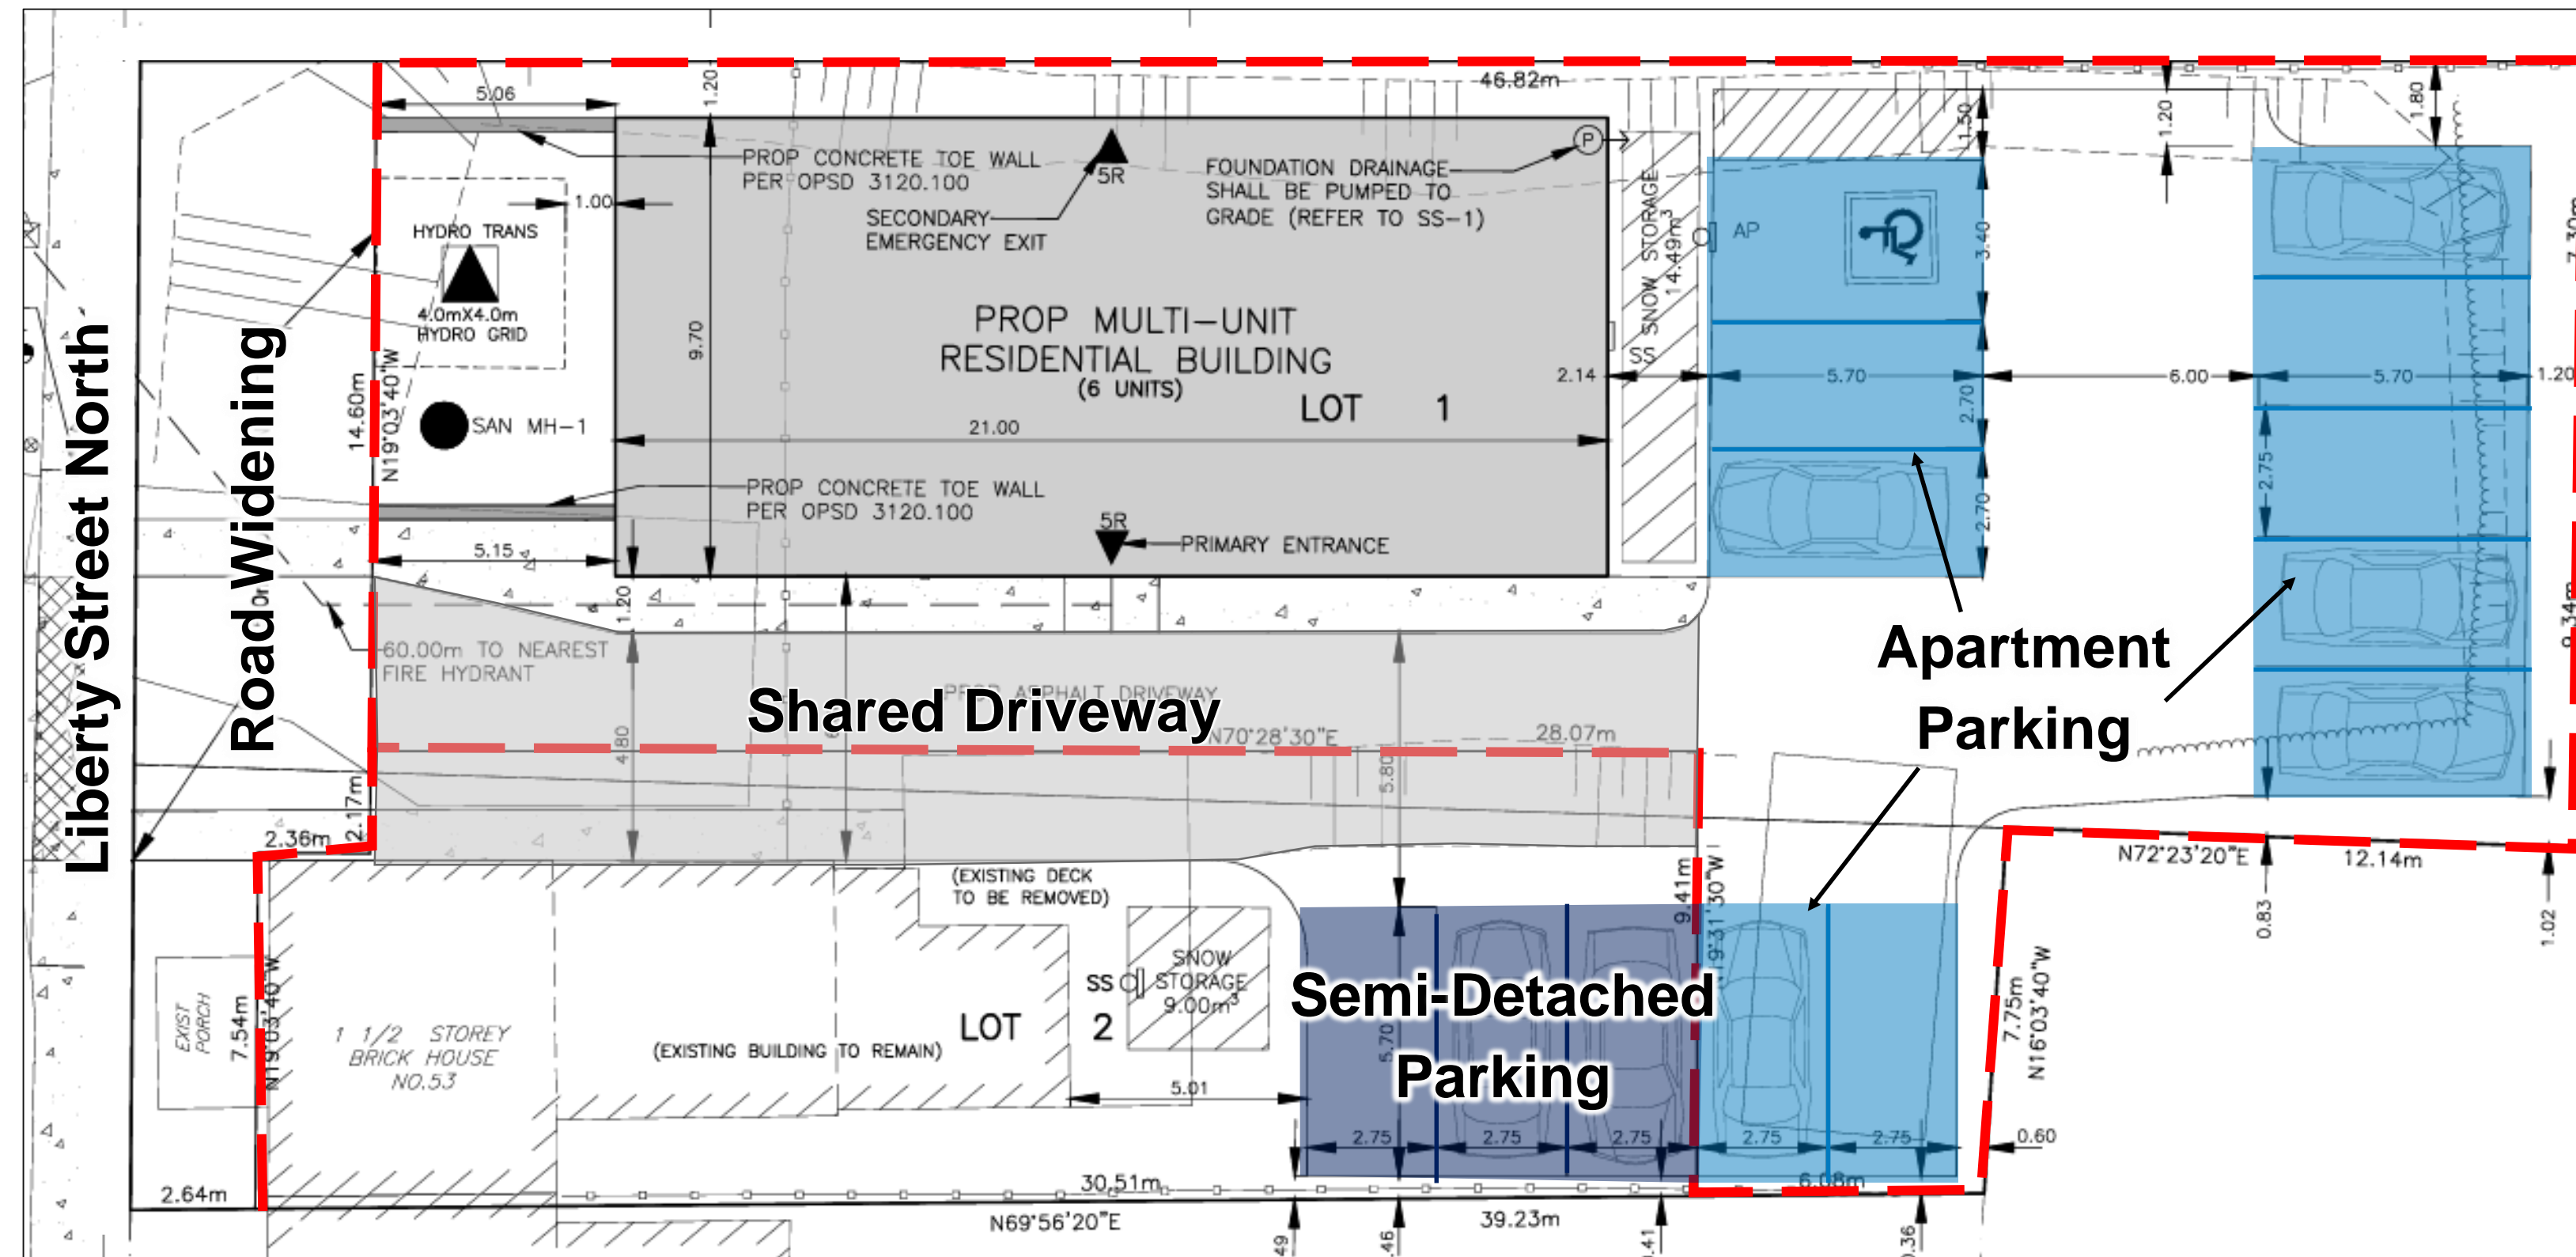 46.82m
5.06
1.20
1.50
1.20
1.80
PROP CONCRETE TOE WALL
PER OPSD 3120.100
5R
SECONDARY
EMERGENCY EXIT
FOUNDATION DRAINAGE
SHALL BE PUMPED TO
GRADE (REFER TO SS-1)
P
1.00
HYDRO TRANS
4.0mX4.0m
HYDRO GRID
14.60m
N19°03'40"W
SAN MH-1
9.70
PROP MULTI-UNIT
RESIDENTIAL BUILDING
(6 UNITS)
LOT 1
21.00
2.14
SNOW STORAGE
14.49m³
SS
AP
3.40
5.70
2.70
2.70
6.00
5.70
1.20
2.75
7.30m
9.34m
PROP CONCRETE TOE WALL
PER OPSD 3120.100
5R
PRIMARY ENTRANCE
5.15
1.20
Liberty Street North
Road Widening
60.00m TO NEAREST
FIRE HYDRANT
PROP ASPHALT DRIVEWAY
Shared Driveway
4.80
N70°28'30"E
28.07m
5.80
Apartment
Parking
2.17m
2.36m
(EXISTING DECK
TO BE REMOVED)
9.41m
N72°23'20"E
12.14m
0.83
1.02
EXIST
PORCH
7.54m
N19°03'40"W
1 1/2 STOREY
BRICK HOUSE
NO.53
(EXISTING BUILDING TO REMAIN)
LOT 2
SS
SNOW
STORAGE
9.00m³
5.01
Semi-Detached
Parking
5.70
2.75
2.75
2.75
2.75
2.75
7.75m
N16°03'40"W
0.60
2.64m
30.51m
6.08m
N69°56'20"E
39.23m